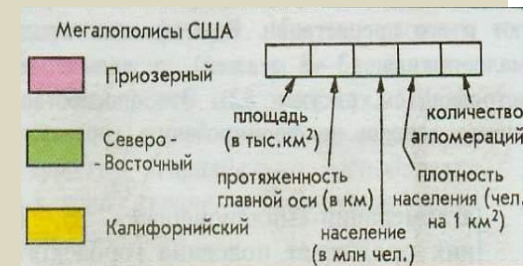 Мегалополисы США
Приозерный
Северо-
-Восточный
Калифорнийский
площадь
(в тыс.км²)
протяженность
главной оси (в км)
население
(в млн чел.)
количество
агломераций
плотность
населения (чел.
на 1 км²)